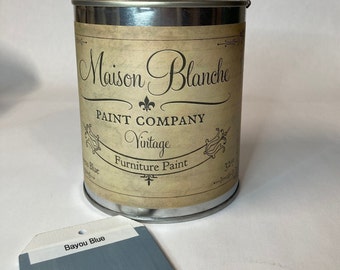 Maison Blanche
PAINT COMPANY
Vintage
Furniture Paint
Bayou Blue